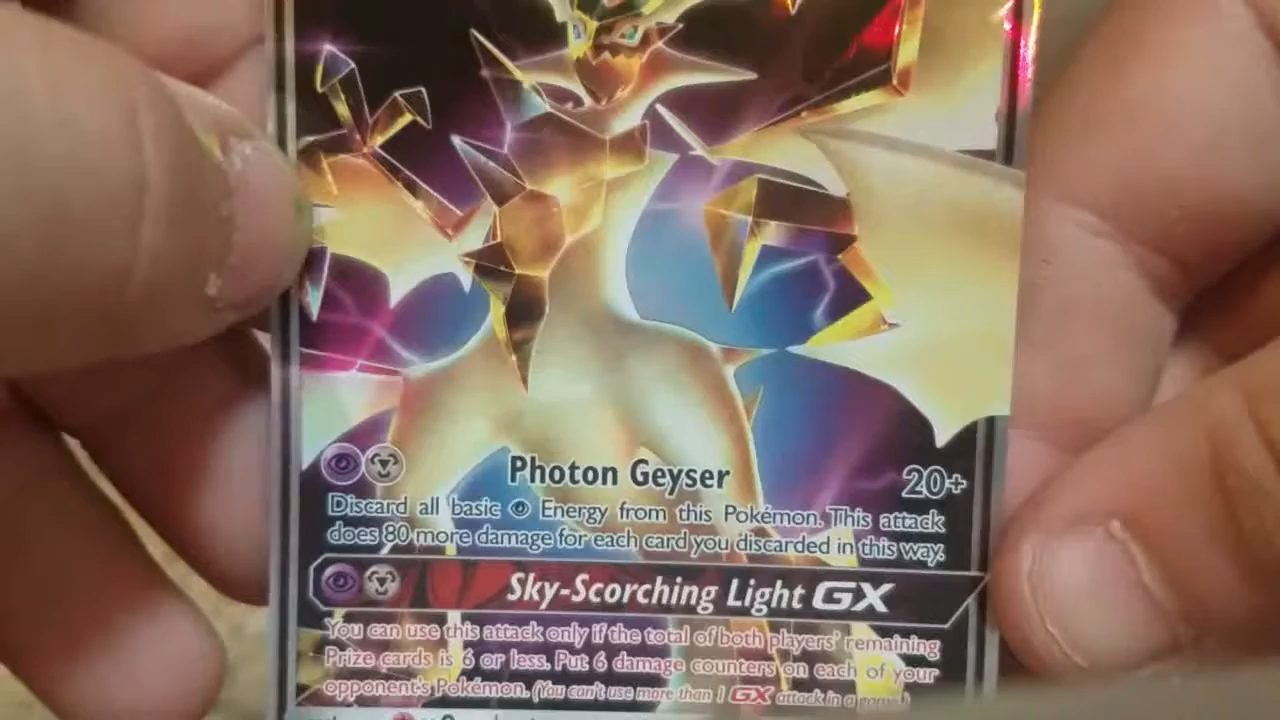 Photon Geyser 20+
Discard all basic Energy from this Pokémon. This attack
does 80 more damage for each card you discarded in this way.
Sky-Scorching Light GX
You can use this attack only if the total of both players' remaining
Prize cards is 6 or less. Put 6 damage counters on each of your
opponent's Pokémon. (You can't use more than 1 GX attack in a game.)